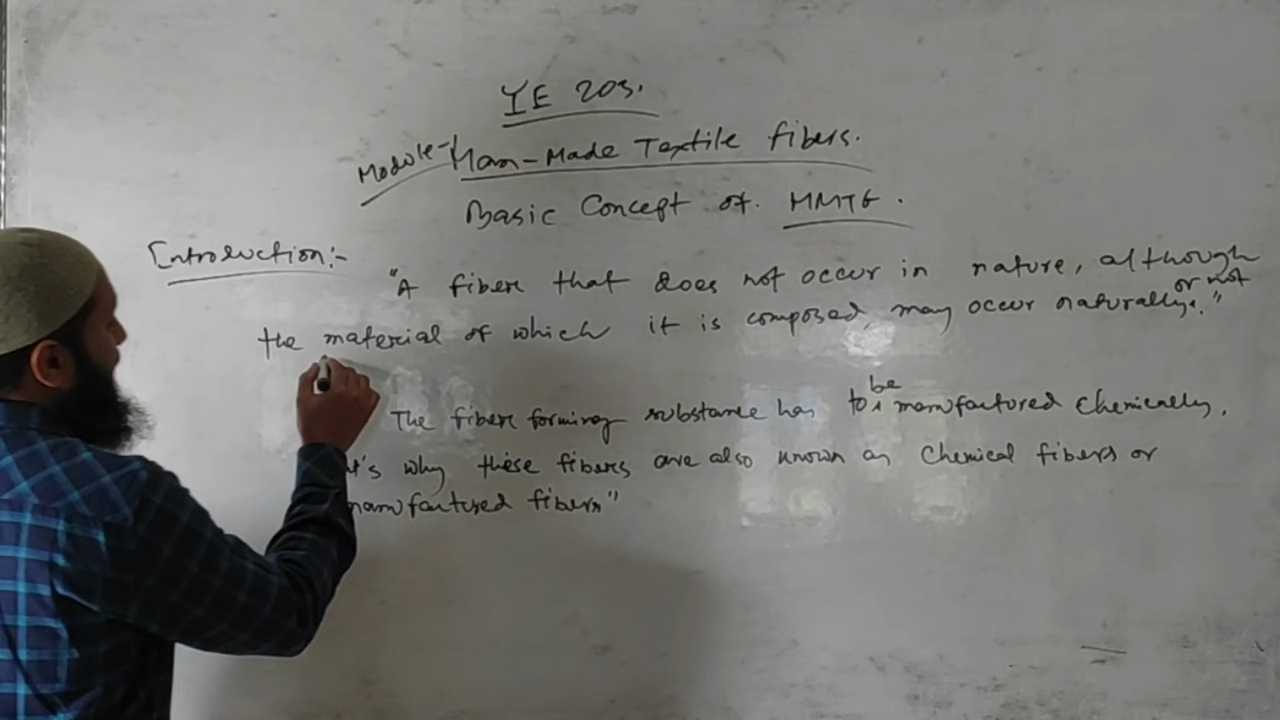 YE 203.
Module-1 Man-Made Textile fibers.
Basic Concept of. MMTF.
Introduction:-
"A fiber that does not occur in nature, although
the material of which it is composed, may occur naturally or not."
The fiber forming substance has to be manufactured chemically.
t's why these fibers are also known as Chemical fibers or
manufactured fibers"